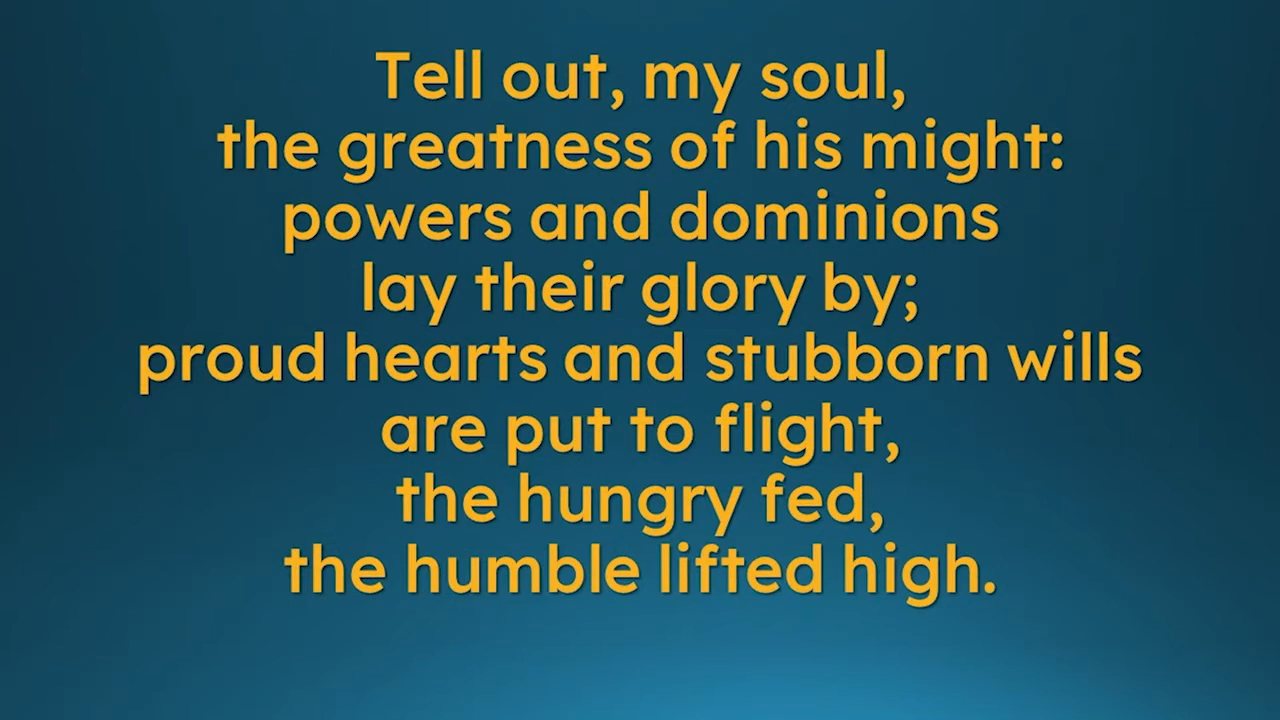 Tell out, my soul,
the greatness of his might:
powers and dominions
lay their glory by;
proud hearts and stubborn wills
are put to flight,
the hungry fed,
the humble lifted high.